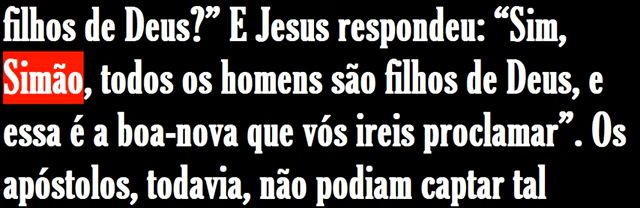 filhos de Deus?” E Jesus respondeu: “Sim,
Simão, todos os homens são filhos de Deus, e
essa é a boa-nova que vós ireis proclamar”. Os
apóstolos, todavia, não podiam captar tal